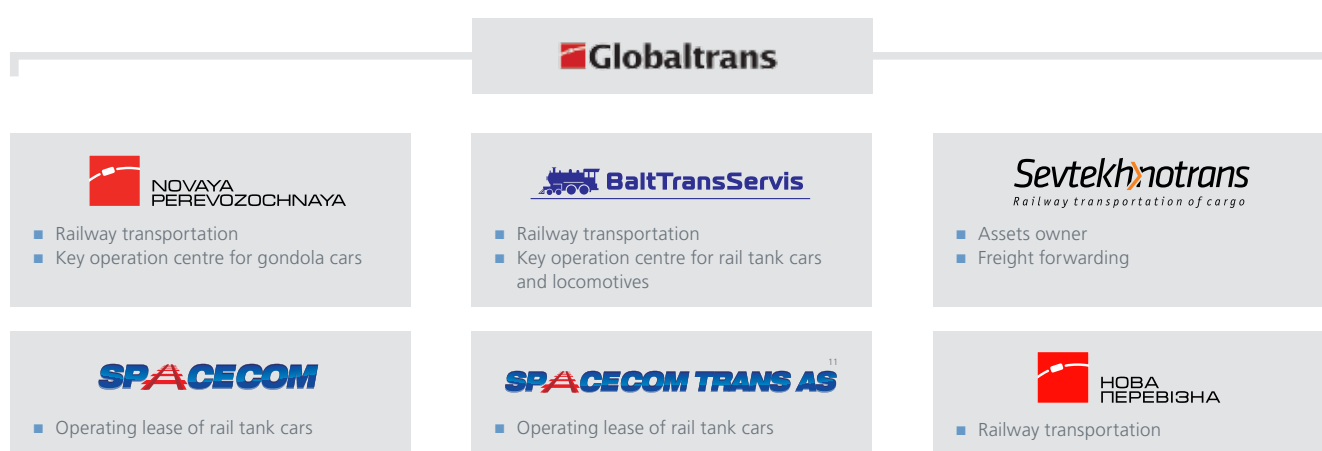 Globaltrans
NOVAYA
PEREVOZOCHNAYA
■ Railway transportation
■ Key operation centre for gondola cars
BaltTransServis
■ Railway transportation
■ Key operation centre for rail tank cars
and locomotives
Sevtekhnotrans
Railway transportation of cargo
■ Assets owner
■ Freight forwarding
SPACECOM
■ Operating lease of rail tank cars
SPACECOM TRANS AS 11
■ Operating lease of rail tank cars
НОВА
ПЕРЕВІЗНА
■ Railway transportation